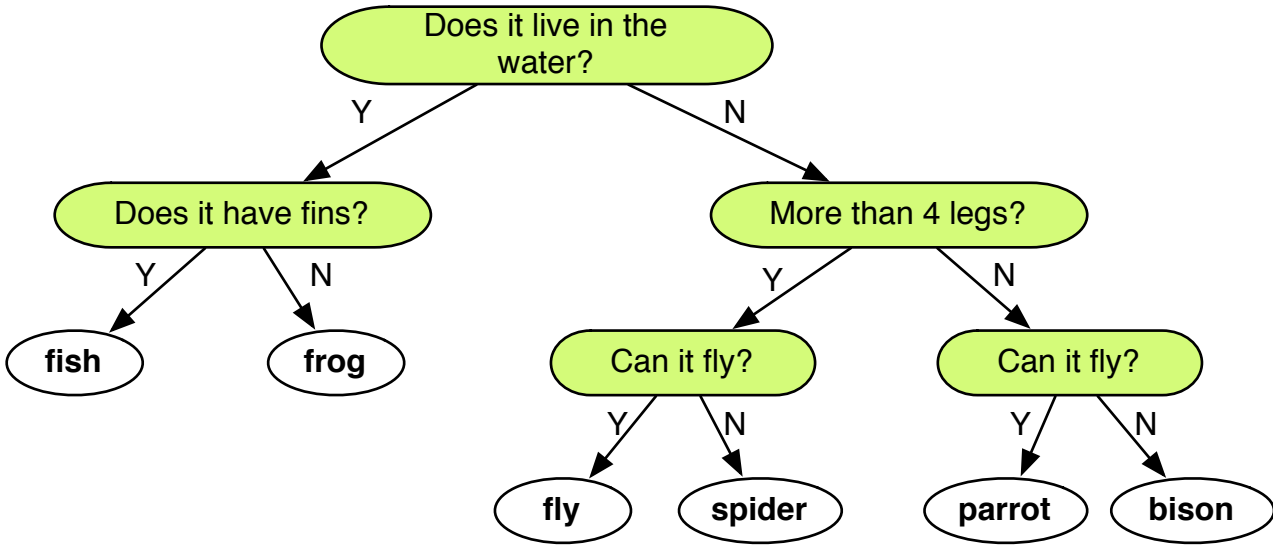 Does it live in the
water?
Y
N
Does it have fins?
More than 4 legs?
Y
N
Y
N
fish
frog
Can it fly?
Can it fly?
Y
N
Y
N
fly
spider
parrot
bison